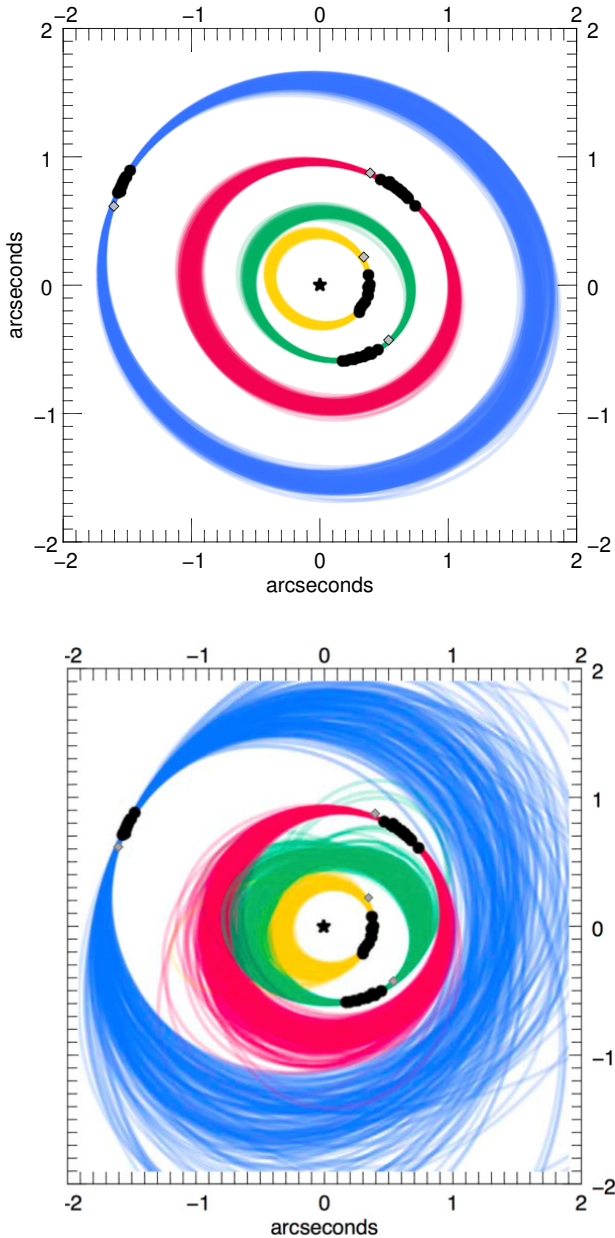 −2 −1 0 1 2
2 2
1 1
0 0
−1 −1
−2 −2
−2 −1 0 1 2
arcseconds
arcseconds
-2 −1 0 1 2
2
1
0
−1
−2
-2 −1 0 1 2
arcseconds